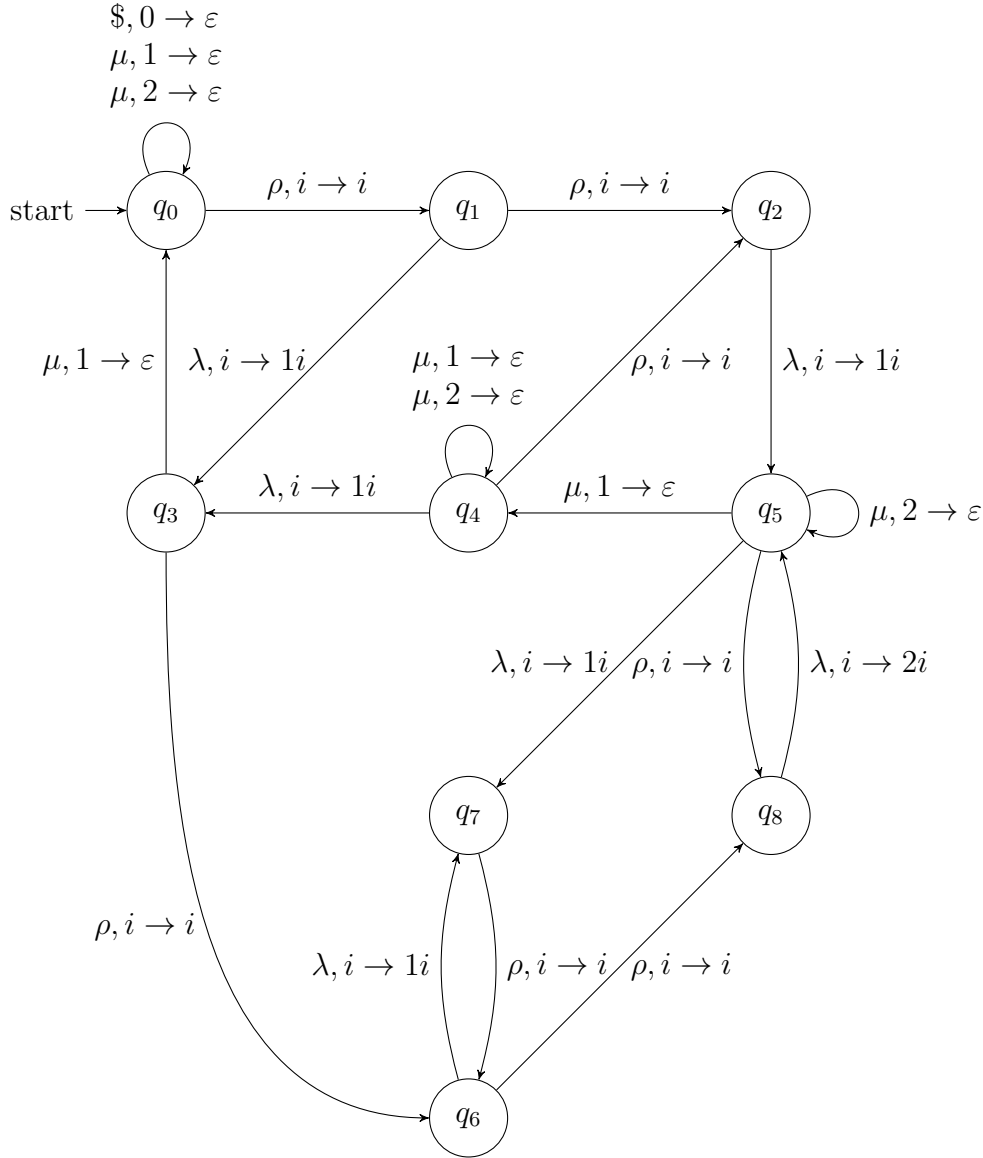 $, 0 → ε
μ, 1 → ε
μ, 2 → ε
ρ, i → i
ρ, i → i
start
q₀
q₁
q₂
μ, 1 → ε
λ, i → 1i
μ, 1 → ε
μ, 2 → ε
ρ, i → i
λ, i → 1i
λ, i → 1i
μ, 1 → ε
q₃
q₄
q₅
μ, 2 → ε
λ, i → 1i
ρ, i → i
λ, i → 2i
q₇
q₈
ρ, i → i
λ, i → 1i
ρ, i → i
ρ, i → i
q₆